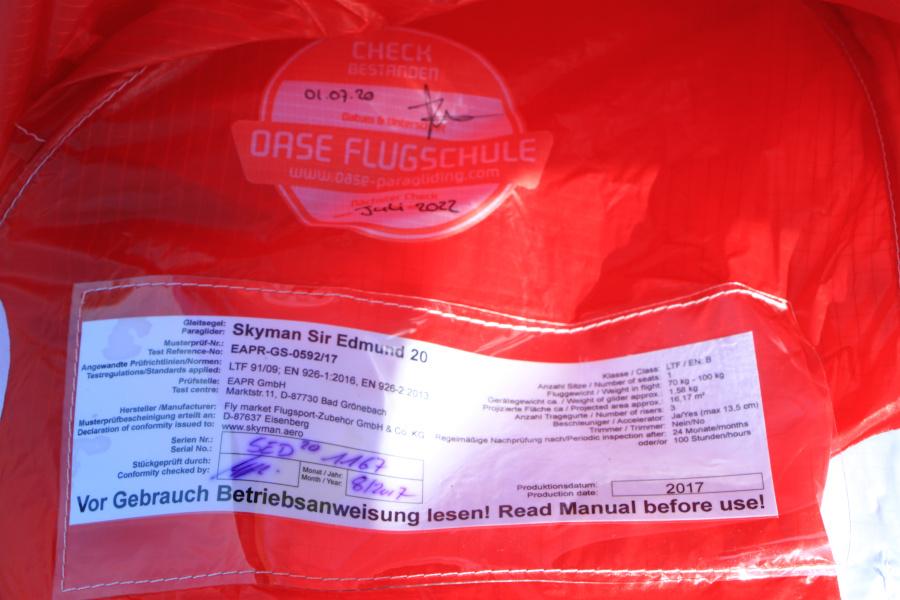 CHECK
BESTANDEN
01.07.20
Datum & Unterschrift
OASE FLUGSCHULE
www.oase-paragliding.com
Nächster Check
Juli 2022
Gleitsegel: Skyman Sir Edmund 20
Paraglider:
Musterprüf-Nr.: EAPR-GS-0592/17
Test Reference-No:
Angewandte Prüfrichtlinien/Normen: LTF 91/09; EN 926-1:2016, EN 926-2:2013
Testregulations/Standards applied:
Prüfstelle: EAPR GmbH
Test centre: Marktstr. 11, D-87730 Bad Grönebach
Hersteller /Manufacturer: Fly market Flugsport-Zubehör GmbH & Co. KG
Musterprüfbescheinigung erteilt an: D-87637 Eisenberg
Declaration of conformity issued to: www.skyman.aero
Serien Nr.: SED 20 1167
Serial No.:
Stückgeprüft durch:
Conformity checked by:
Monat / Jahr: 8/2017
Month / Year:
Klasse / Class: LTF / EN: B
Anzahl Sitze / Number of seats: 1
Fluggewicht / Weight in flight: 70 kg - 100 kg
Gerätegewicht ca. / Weight of glider approx.: 1,58 kg
Projizierte Fläche ca / Projected area approx.: 16,17 m²
Anzahl Tragegurte / Number of risers: 3
Beschleuniger / Accelerator: Ja/Yes (max 13,5 cm)
Trimmer / Trimmer: Nein/No
Regelmäßige Nachprüfung nach/Periodic inspection after: 24 Monate/months
oder/or 100 Stunden/hours
Produktionsdatum: 2017
Production date:
Vor Gebrauch Betriebsanweisung lesen! Read Manual before use!